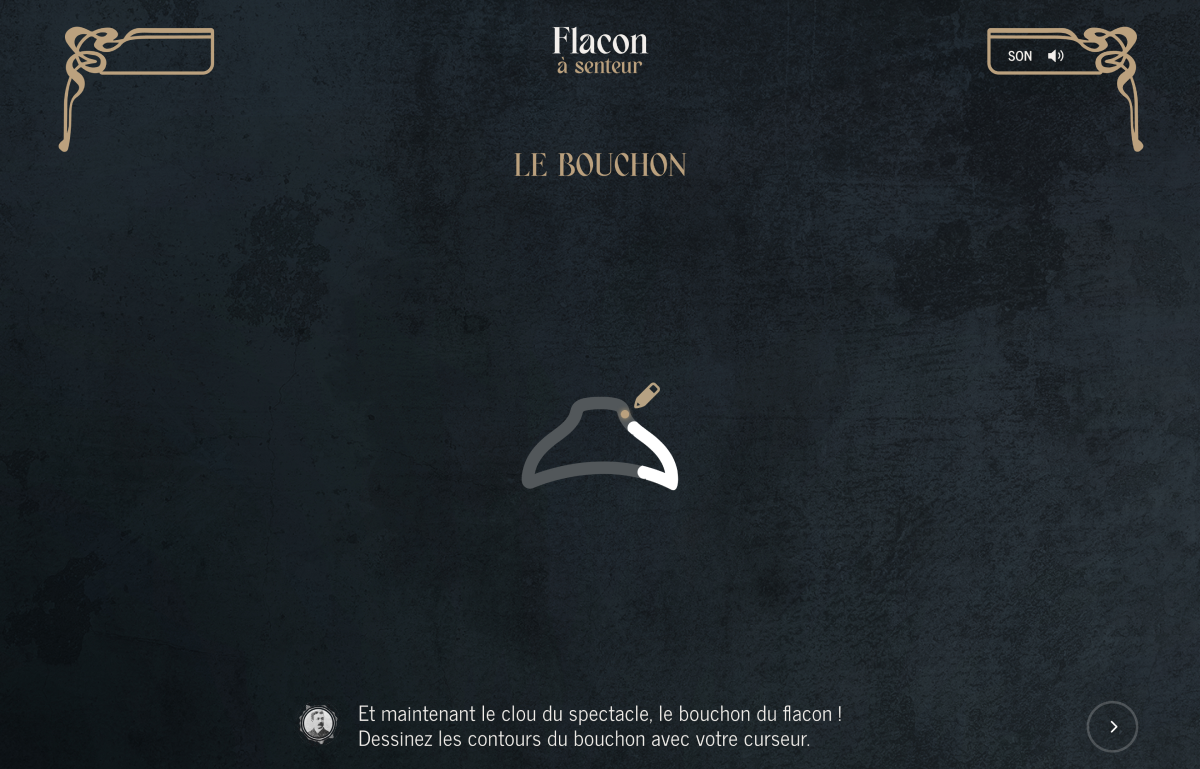 Flacon
à senteur
SON
LE BOUCHON
Et maintenant le clou du spectacle, le bouchon du flacon !
Dessinez les contours du bouchon avec votre curseur.